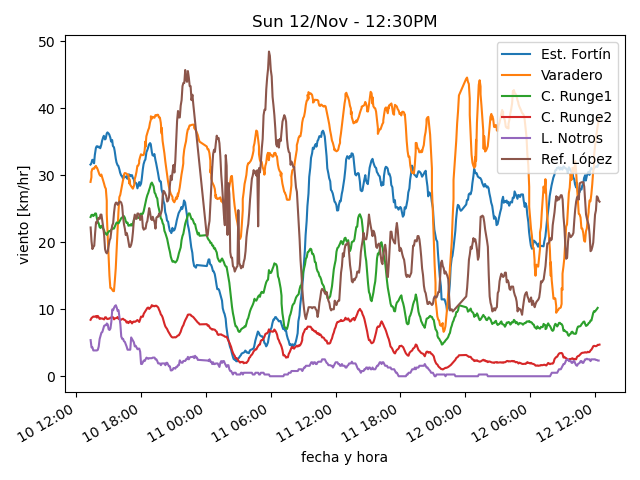 Sun 12/Nov - 12:30PM
50
40
30
20
10
0
viento [km/hr]
Est. Fortín
Varadero
C. Runge1
C. Runge2
L. Notros
Ref. López
10 12:00
10 18:00
11 00:00
11 06:00
11 12:00
11 18:00
12 00:00
12 06:00
12 12:00
fecha y hora